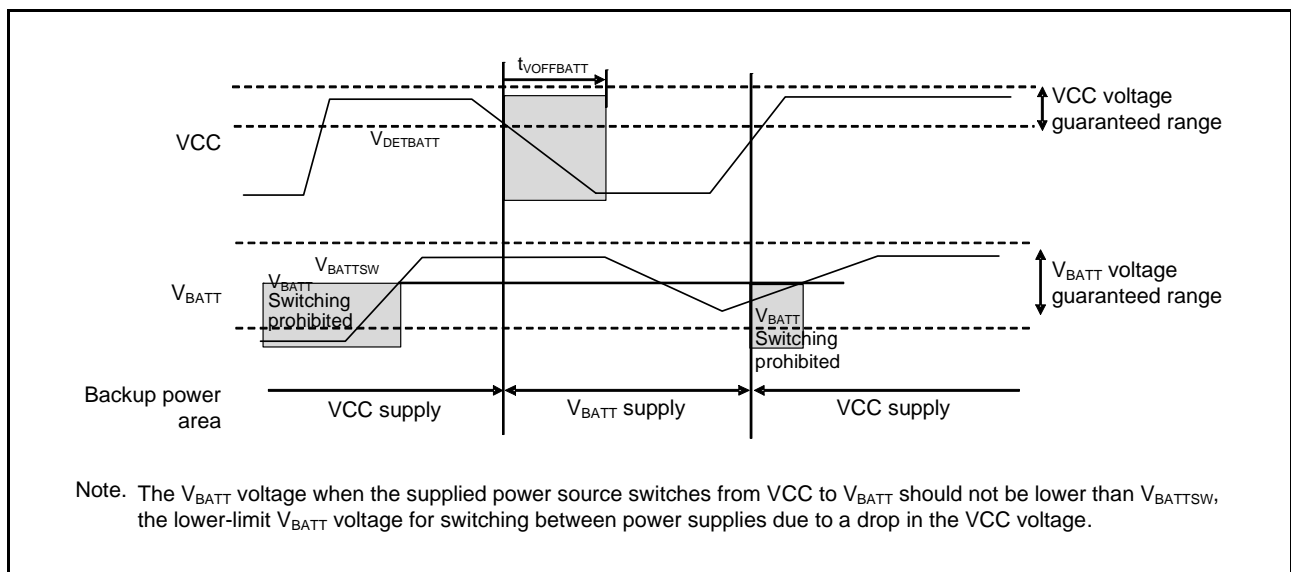 tVOFFBATT
VCC voltage
guaranteed range
VCC
VDETBATT
VBATTSW
VBATT
VBATT
Switching
prohibited
VBATT voltage
guaranteed range
VBATT
Switching
prohibited
Backup power
area
VCC supply
VBATT supply
VCC supply
Note. The VBATT voltage when the supplied power source switches from VCC to VBATT should not be lower than VBATTSW,
the lower-limit VBATT voltage for switching between power supplies due to a drop in the VCC voltage.